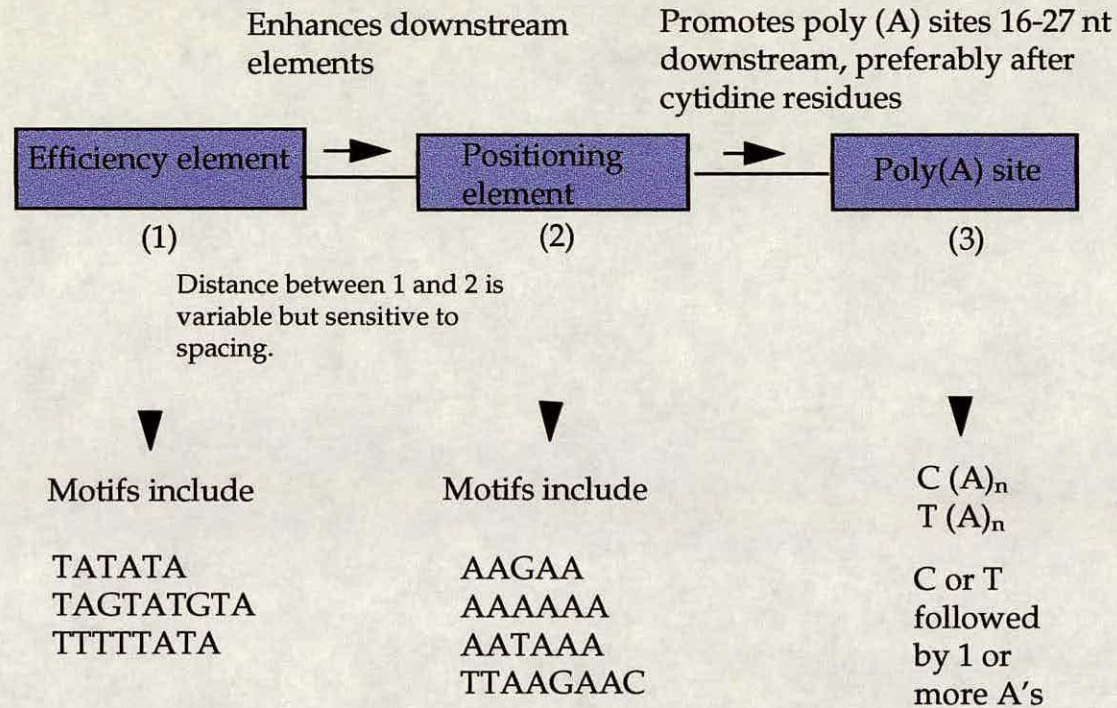 Enhances downstream
elements
Promotes poly (A) sites 16-27 nt
downstream, preferably after
cytidine residues
Efficiency element
Positioning
element
Poly(A) site
(1)
(2)
(3)
Distance between 1 and 2 is
variable but sensitive to
spacing.
Motifs include
TATATA
TAGTATGTA
TTTTTATA
Motifs include
AAGAA
AAAAAA
AATAAA
TTAAGAAC
C (A)n
T (A)n
C or T
followed
by 1 or
more A's